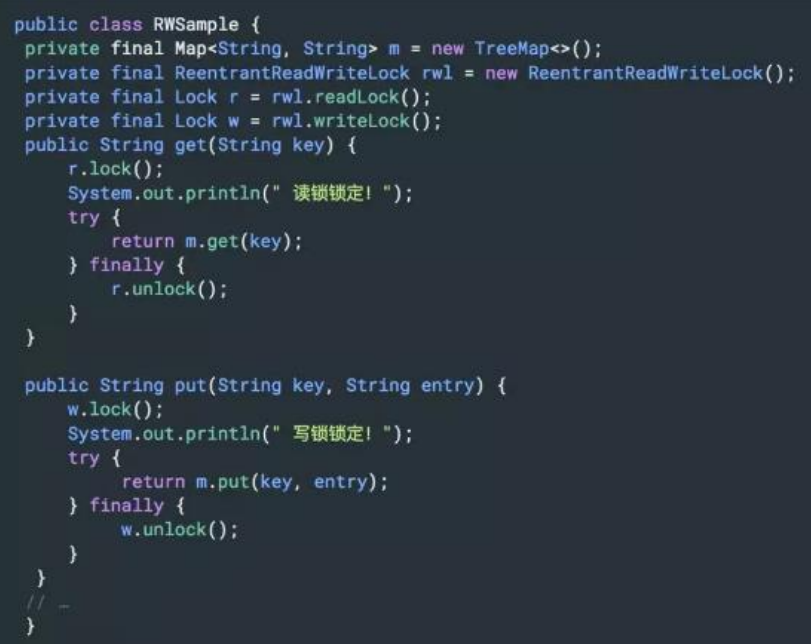 public class RWSample {
private final Map<String, String> m = new TreeMap<>();
private final ReentrantReadWriteLock rwl = new ReentrantReadWriteLock();
private final Lock r = rwl.readLock();
private final Lock w = rwl.writeLock();
public String get(String key) {
r.lock();
System.out.println(" 读锁锁定! ");
try {
return m.get(key);
} finally {
r.unlock();
}
}
public String put(String key, String entry) {
w.lock();
System.out.println(" 写锁锁定! ");
try {
return m.put(key, entry);
} finally {
w.unlock();
}
}
// …
}